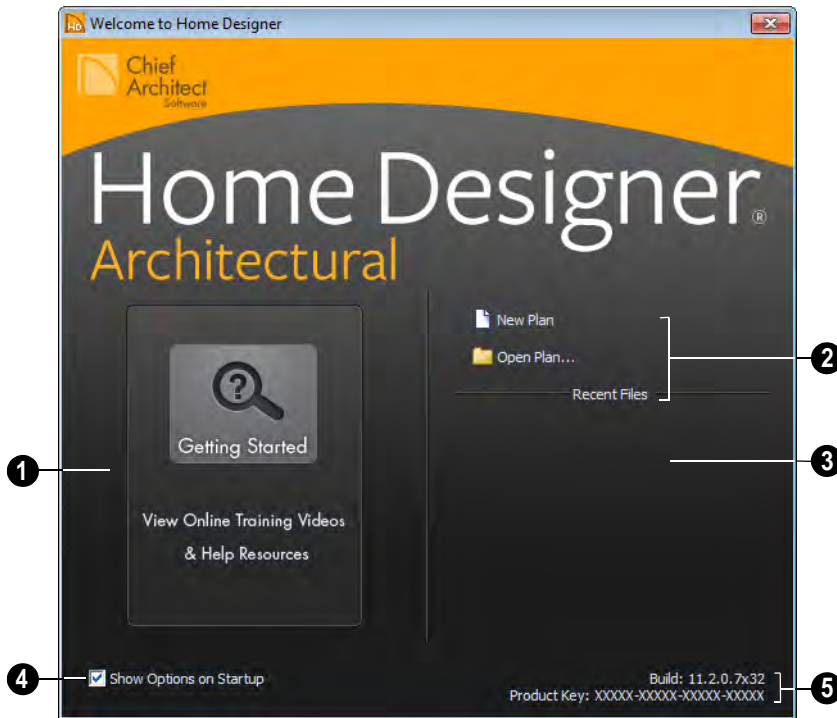 HD Welcome to Home Designer
Chief
Architect
Software
Home Designer®
Architectural
New Plan
Open Plan...
Recent Files
Getting Started
View Online Training Videos
& Help Resources
Show Options on Startup
Build: 11.2.0.7x32
Product Key: XXXXX-XXXXX-XXXXX-XXXXX
1
2
3
4
5